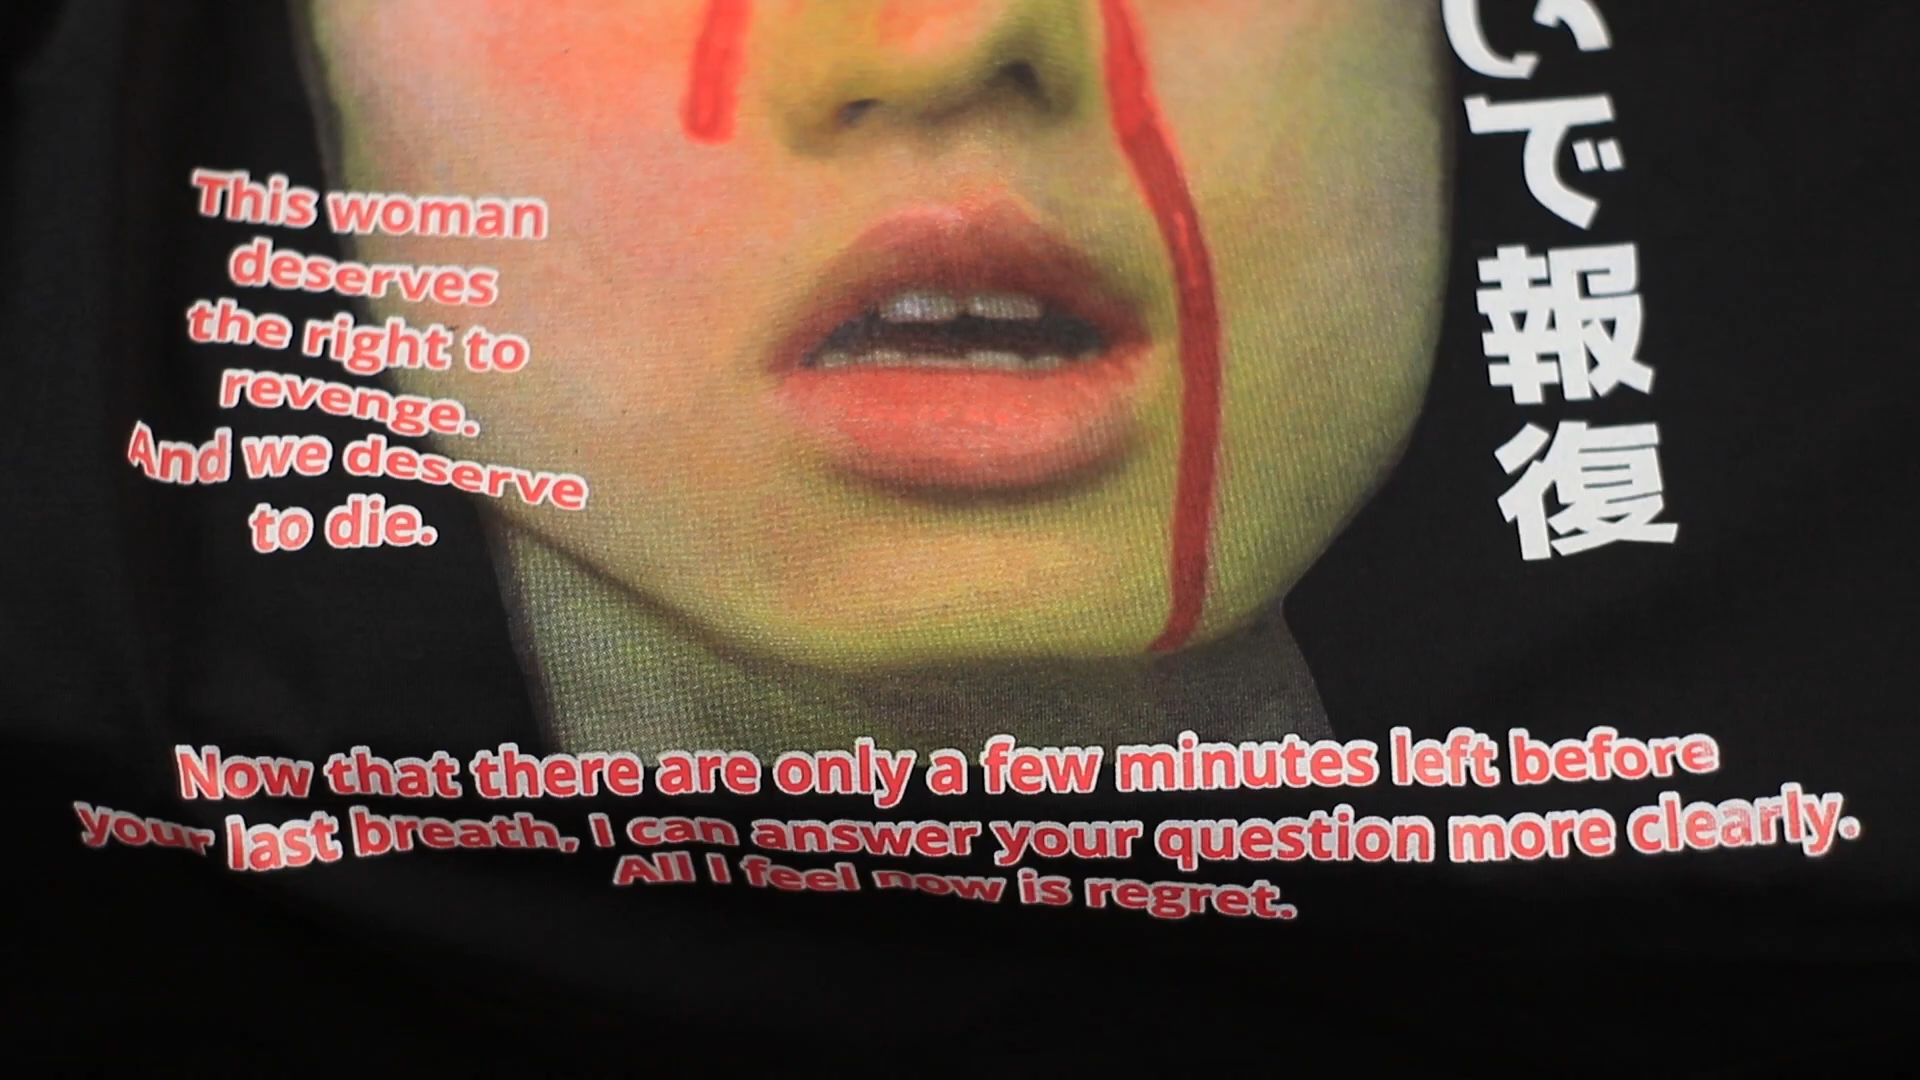 This woman
deserves
the right to
revenge.
And we deserve
to die.
いで報復
Now that there are only a few minutes left before
your last breath, I can answer your question more clearly.
All I feel now is regret.